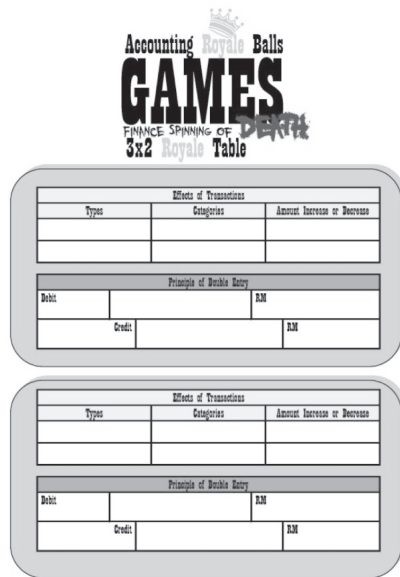 Accounting Royale Balls
GAMES
FINANCE SPINNING OF DEATH
3x2 Royale Table
Effects of Transactions
Types Categories Amount Increase or Decrease
Principle of Double Entry
Debit RM
Credit RM
Effects of Transactions
Types Categories Amount Increase or Decrease
Principle of Double Entry
Debit RM
Credit RM